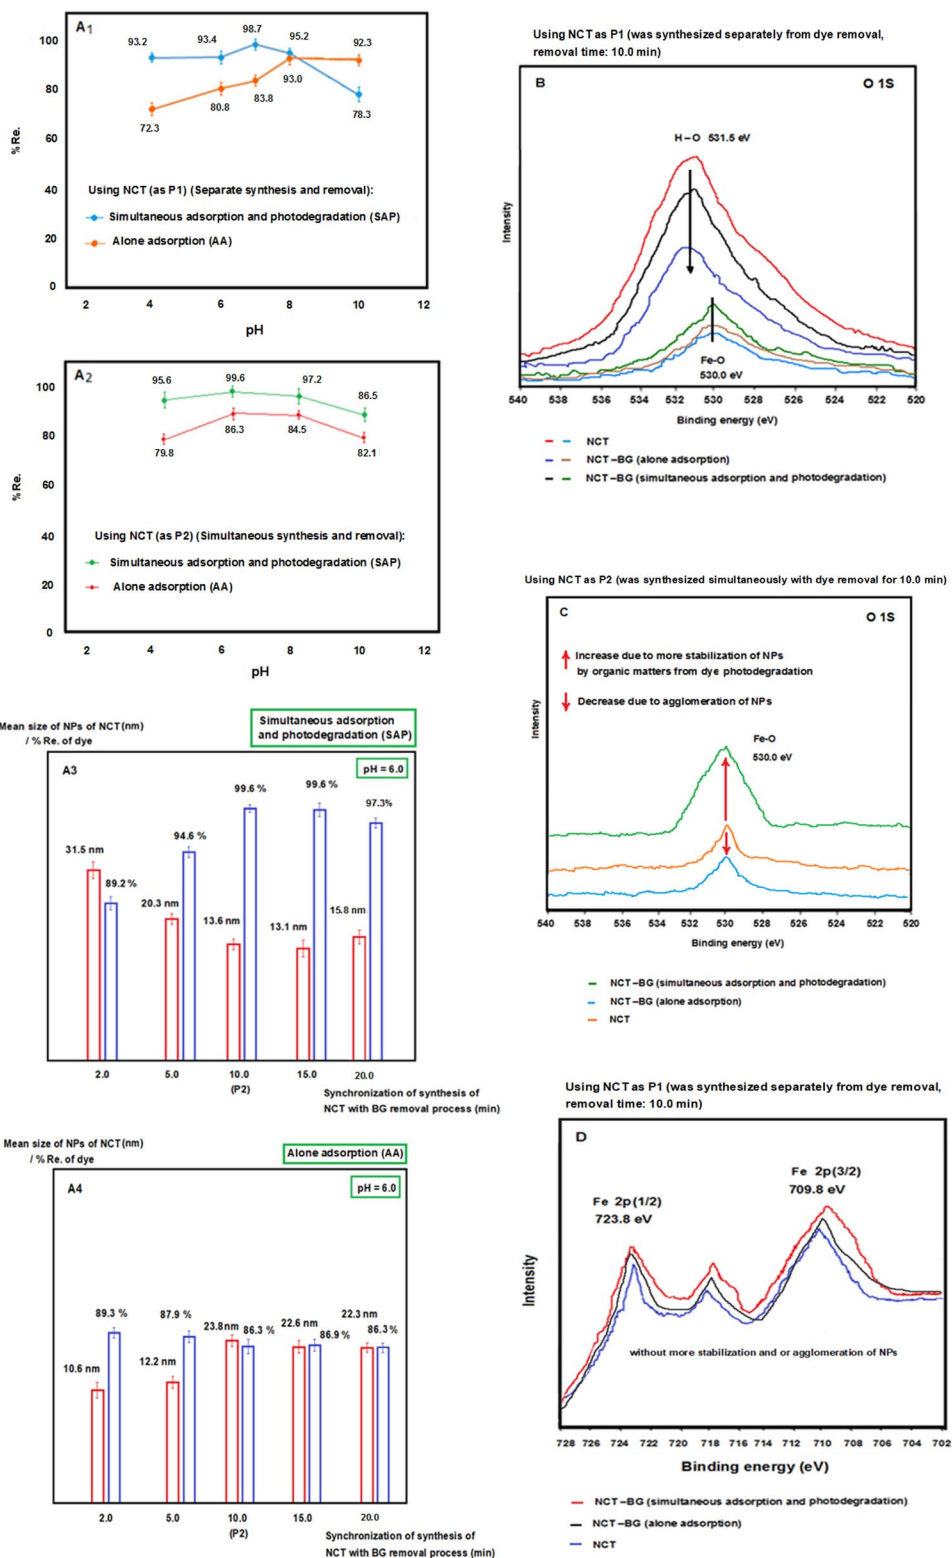 A1
100
80
60
40
20
0
% Re.
93.2
93.4
98.7
95.2
92.3
72.3
80.8
83.8
93.0
78.3
Using NCT (as P1) (Separate synthesis and removal):
Simultaneous adsorption and photodegradation (SAP)
Alone adsorption (AA)
2 4 6 8 10 12
pH
A2
100
80
60
40
20
0
% Re.
95.6
99.6
97.2
86.5
79.8
86.3
84.5
82.1
Using NCT (as P2) (Simultaneous synthesis and removal):
Simultaneous adsorption and photodegradation (SAP)
Alone adsorption (AA)
2 4 6 8 10 12
pH
Mean size of NPs of NCT(nm)
/ % Re. of dye
Simultaneous adsorption
and photodegradation (SAP)
A3
pH = 6.0
31.5 nm
89.2 %
20.3 nm
94.6 %
13.6 nm
99.6 %
13.1 nm
99.6 %
15.8 nm
97.3%
2.0 5.0 10.0 15.0 20.0
(P2)
Synchronization of synthesis of
NCT with BG removal process (min)
Mean size of NPs of NCT(nm)
/ % Re. of dye
Alone adsorption (AA)
A4
pH = 6.0
10.6 nm
89.3 %
12.2 nm
87.9 %
23.8nm
86.3 %
22.6 nm
86.9 %
22.3 nm
86.3%
2.0 5.0 10.0 15.0 20.0
(P2)
Synchronization of synthesis of
NCT with BG removal process (min)
Using NCT as P1 (was synthesized separately from dye removal,
removal time: 10.0 min)
B
O 1S
H–O 531.5 eV
Fe-O
530.0 eV
Intensity
540 536 534 532 530 528 526 524 522 520
Binding energy (eV)
NCT
NCT–BG (alone adsorption)
NCT–BG (simultaneous adsorption and photodegradation)
Using NCT as P2 (was synthesized simultaneously with dye removal for 10.0 min)
C
O 1S
Increase due to more stabilization of NPs
by organic matters from dye photodegradation
Decrease due to agglomeration of NPs
Fe-O
530.0 eV
Intensity
540 536 534 532 530 528 526 524 522 520
Binding energy (eV)
NCT–BG (simultaneous adsorption and photodegradation)
NCT–BG (alone adsorption)
NCT
Using NCT as P1 (was synthesized separately from dye removal,
removal time: 10.0 min)
D
Fe 2p(3/2)
709.8 eV
Fe 2p(1/2)
723.8 eV
Intensity
without more stabilization and or agglomeration of NPs
728 726 724 722 720 718 716 714 712 710 708 706 704 702
Binding energy (eV)
NCT–BG (simultaneous adsorption and photodegradation)
NCT–BG (alone adsorption)
NCT